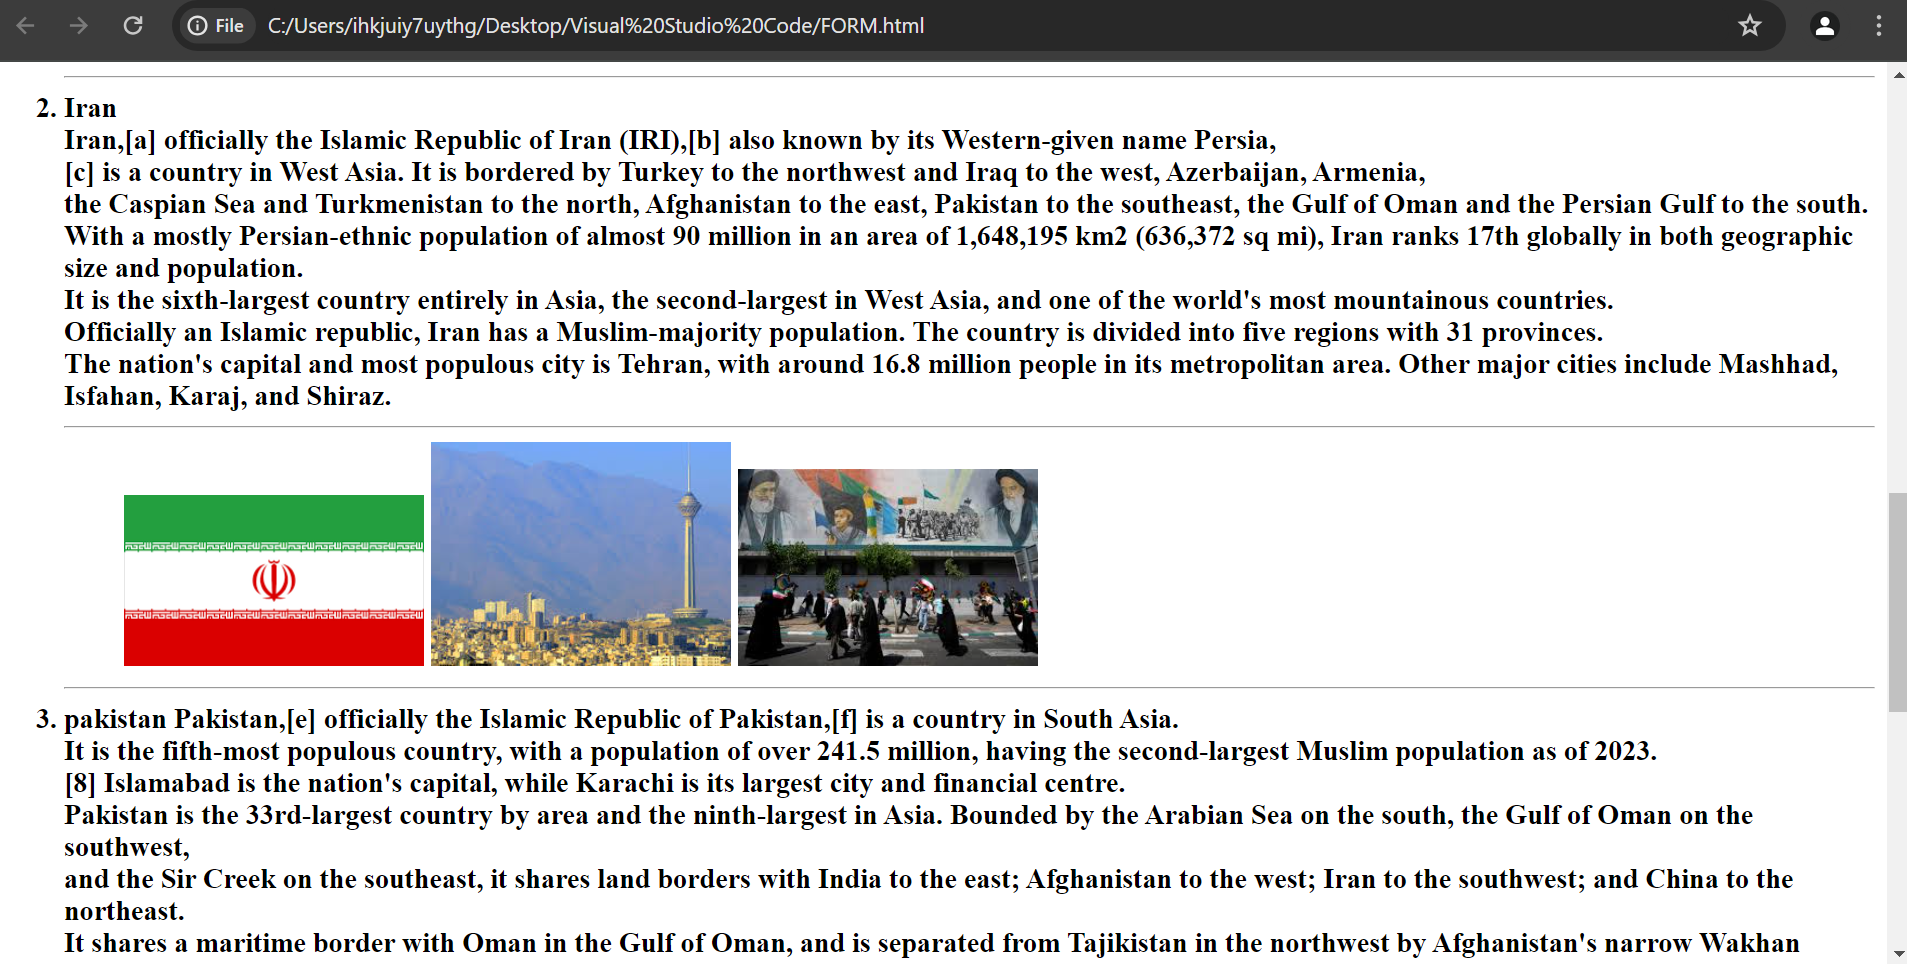 File C:/Users/ihkjuiy7uythg/Desktop/Visual%20Studio%20Code/FORM.html
2. Iran
Iran,[a] officially the Islamic Republic of Iran (IRI),[b] also known by its Western-given name Persia,
[c] is a country in West Asia. It is bordered by Turkey to the northwest and Iraq to the west, Azerbaijan, Armenia,
the Caspian Sea and Turkmenistan to the north, Afghanistan to the east, Pakistan to the southeast, the Gulf of Oman and the Persian Gulf to the south.
With a mostly Persian-ethnic population of almost 90 million in an area of 1,648,195 km2 (636,372 sq mi), Iran ranks 17th globally in both geographic
size and population.
It is the sixth-largest country entirely in Asia, the second-largest in West Asia, and one of the world's most mountainous countries.
Officially an Islamic republic, Iran has a Muslim-majority population. The country is divided into five regions with 31 provinces.
The nation's capital and most populous city is Tehran, with around 16.8 million people in its metropolitan area. Other major cities include Mashhad,
Isfahan, Karaj, and Shiraz.
3. pakistan Pakistan,[e] officially the Islamic Republic of Pakistan,[f] is a country in South Asia.
It is the fifth-most populous country, with a population of over 241.5 million, having the second-largest Muslim population as of 2023.
[8] Islamabad is the nation's capital, while Karachi is its largest city and financial centre.
Pakistan is the 33rd-largest country by area and the ninth-largest in Asia. Bounded by the Arabian Sea on the south, the Gulf of Oman on the
southwest,
and the Sir Creek on the southeast, it shares land borders with India to the east; Afghanistan to the west; Iran to the southwest; and China to the
northeast.
It shares a maritime border with Oman in the Gulf of Oman, and is separated from Tajikistan in the northwest by Afghanistan's narrow Wakhan